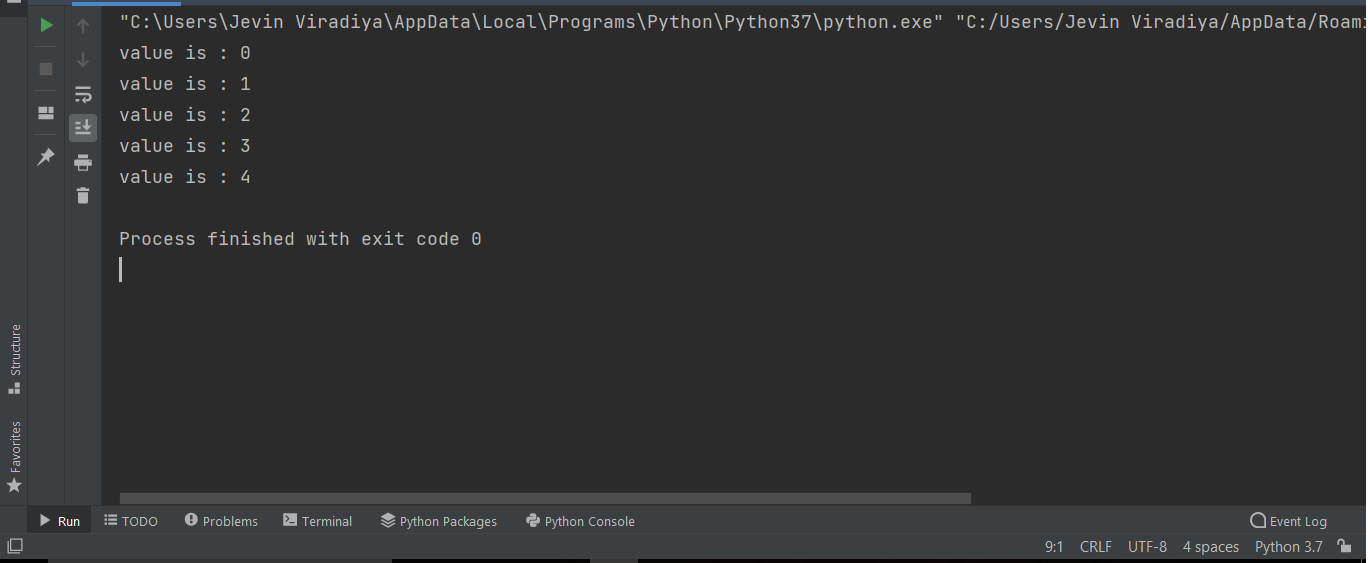 "C:\Users\Jevin Viradiya\AppData\Local\Programs\Python\Python37\python.exe" "C:/Users/Jevin Viradiya/AppData/Roami
value is : 0
value is : 1
value is : 2
value is : 3
value is : 4
Process finished with exit code 0
Structure
Favorites
Run TODO Problems Terminal Python Packages Python Console Event Log
9:1 CRLF UTF-8 4 spaces Python 3.7